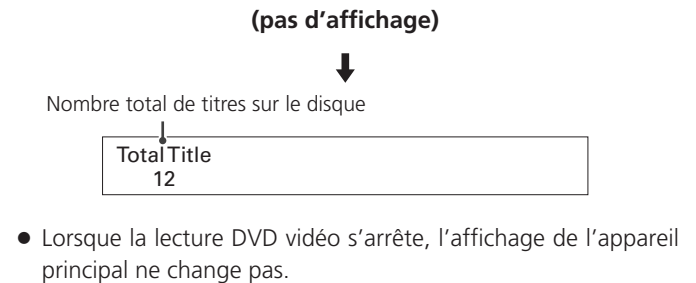 (pas d’affichage)
Nombre total de titres sur le disque
Total Title
12
● Lorsque la lecture DVD vidéo s’arrête, l’affichage de l’appareil
principal ne change pas.